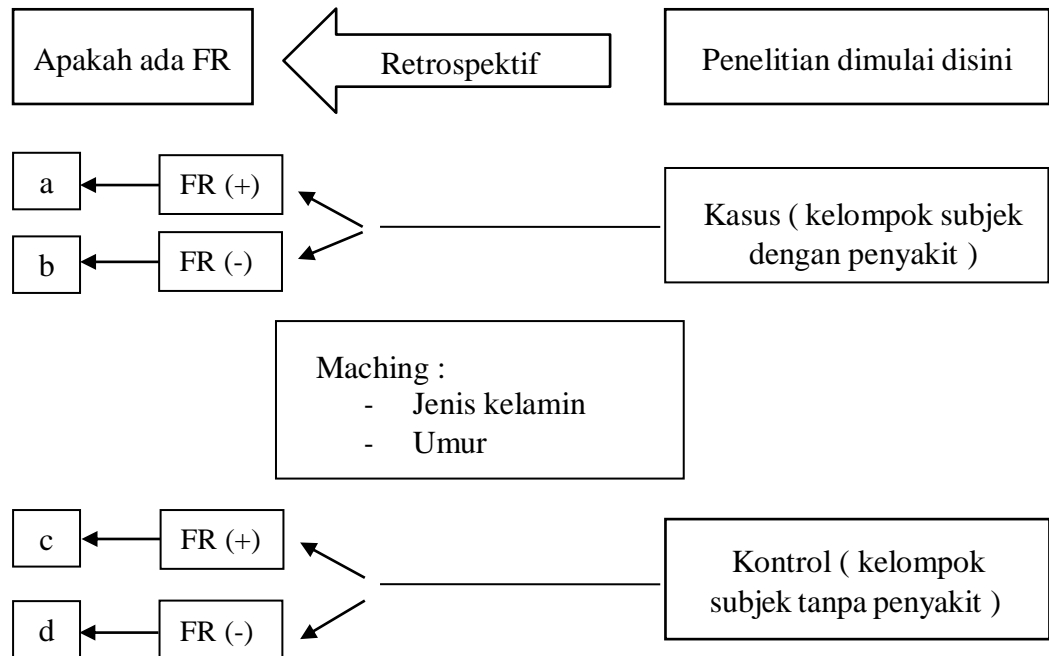 Apakah ada FR
Retrospektif
Penelitian dimulai disini
a
FR (+)
Kasus ( kelompok subjek
dengan penyakit )
b
FR (-)
Maching :
- Jenis kelamin
- Umur
c
FR (+)
Kontrol ( kelompok
subjek tanpa penyakit )
d
FR (-)